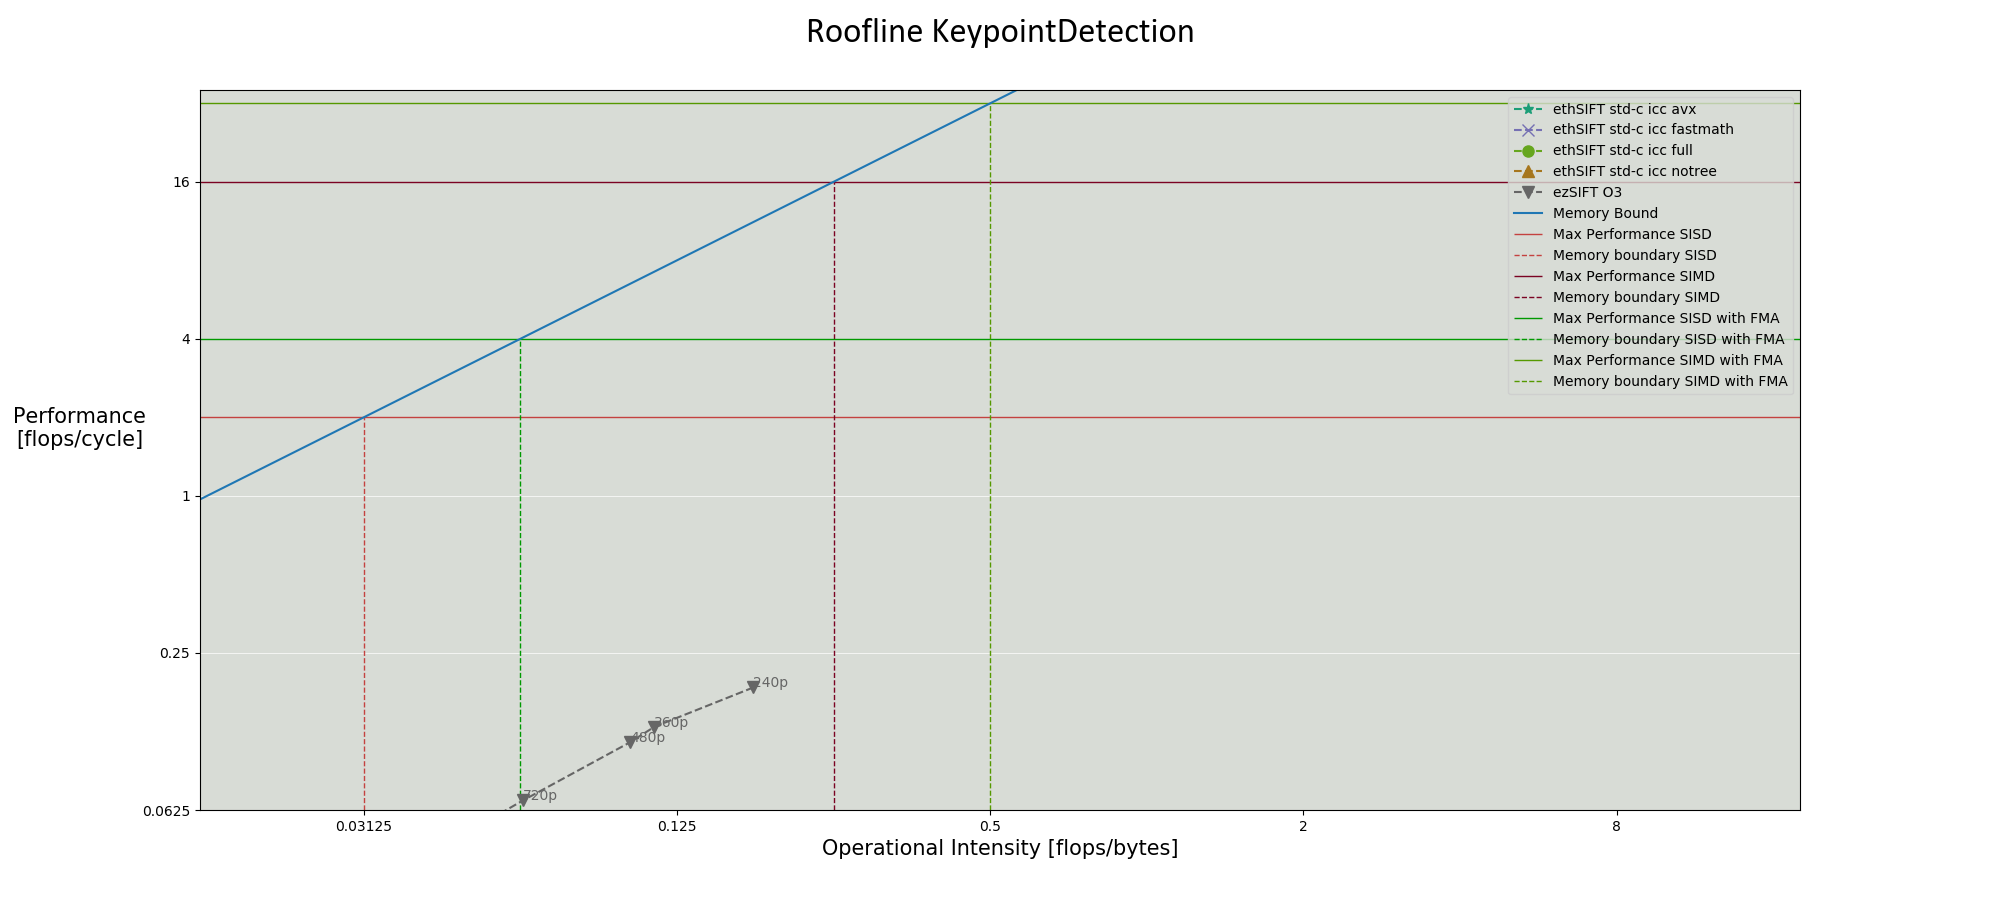 Roofline KeypointDetection
ethSIFT std-c icc avx
ethSIFT std-c icc fastmath
ethSIFT std-c icc full
ethSIFT std-c icc notree
ezSIFT O3
Memory Bound
Max Performance SISD
Memory boundary SISD
Max Performance SIMD
Memory boundary SIMD
Max Performance SISD with FMA
Memory boundary SISD with FMA
Max Performance SIMD with FMA
Memory boundary SIMD with FMA
16
4
1
0.25
0.0625
Performance
[flops/cycle]
240p
360p
480p
720p
0.03125
0.125
0.5
2
8
Operational Intensity [flops/bytes]